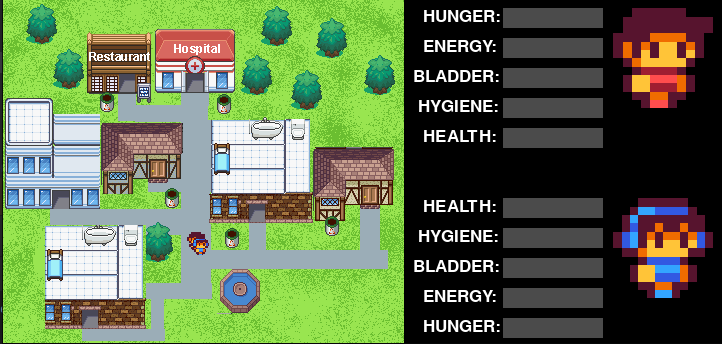 Restaurant
Hospital
HUNGER:
ENERGY:
BLADDER:
HYGIENE:
HEALTH:
HEALTH:
HYGIENE:
BLADDER:
ENERGY:
HUNGER: